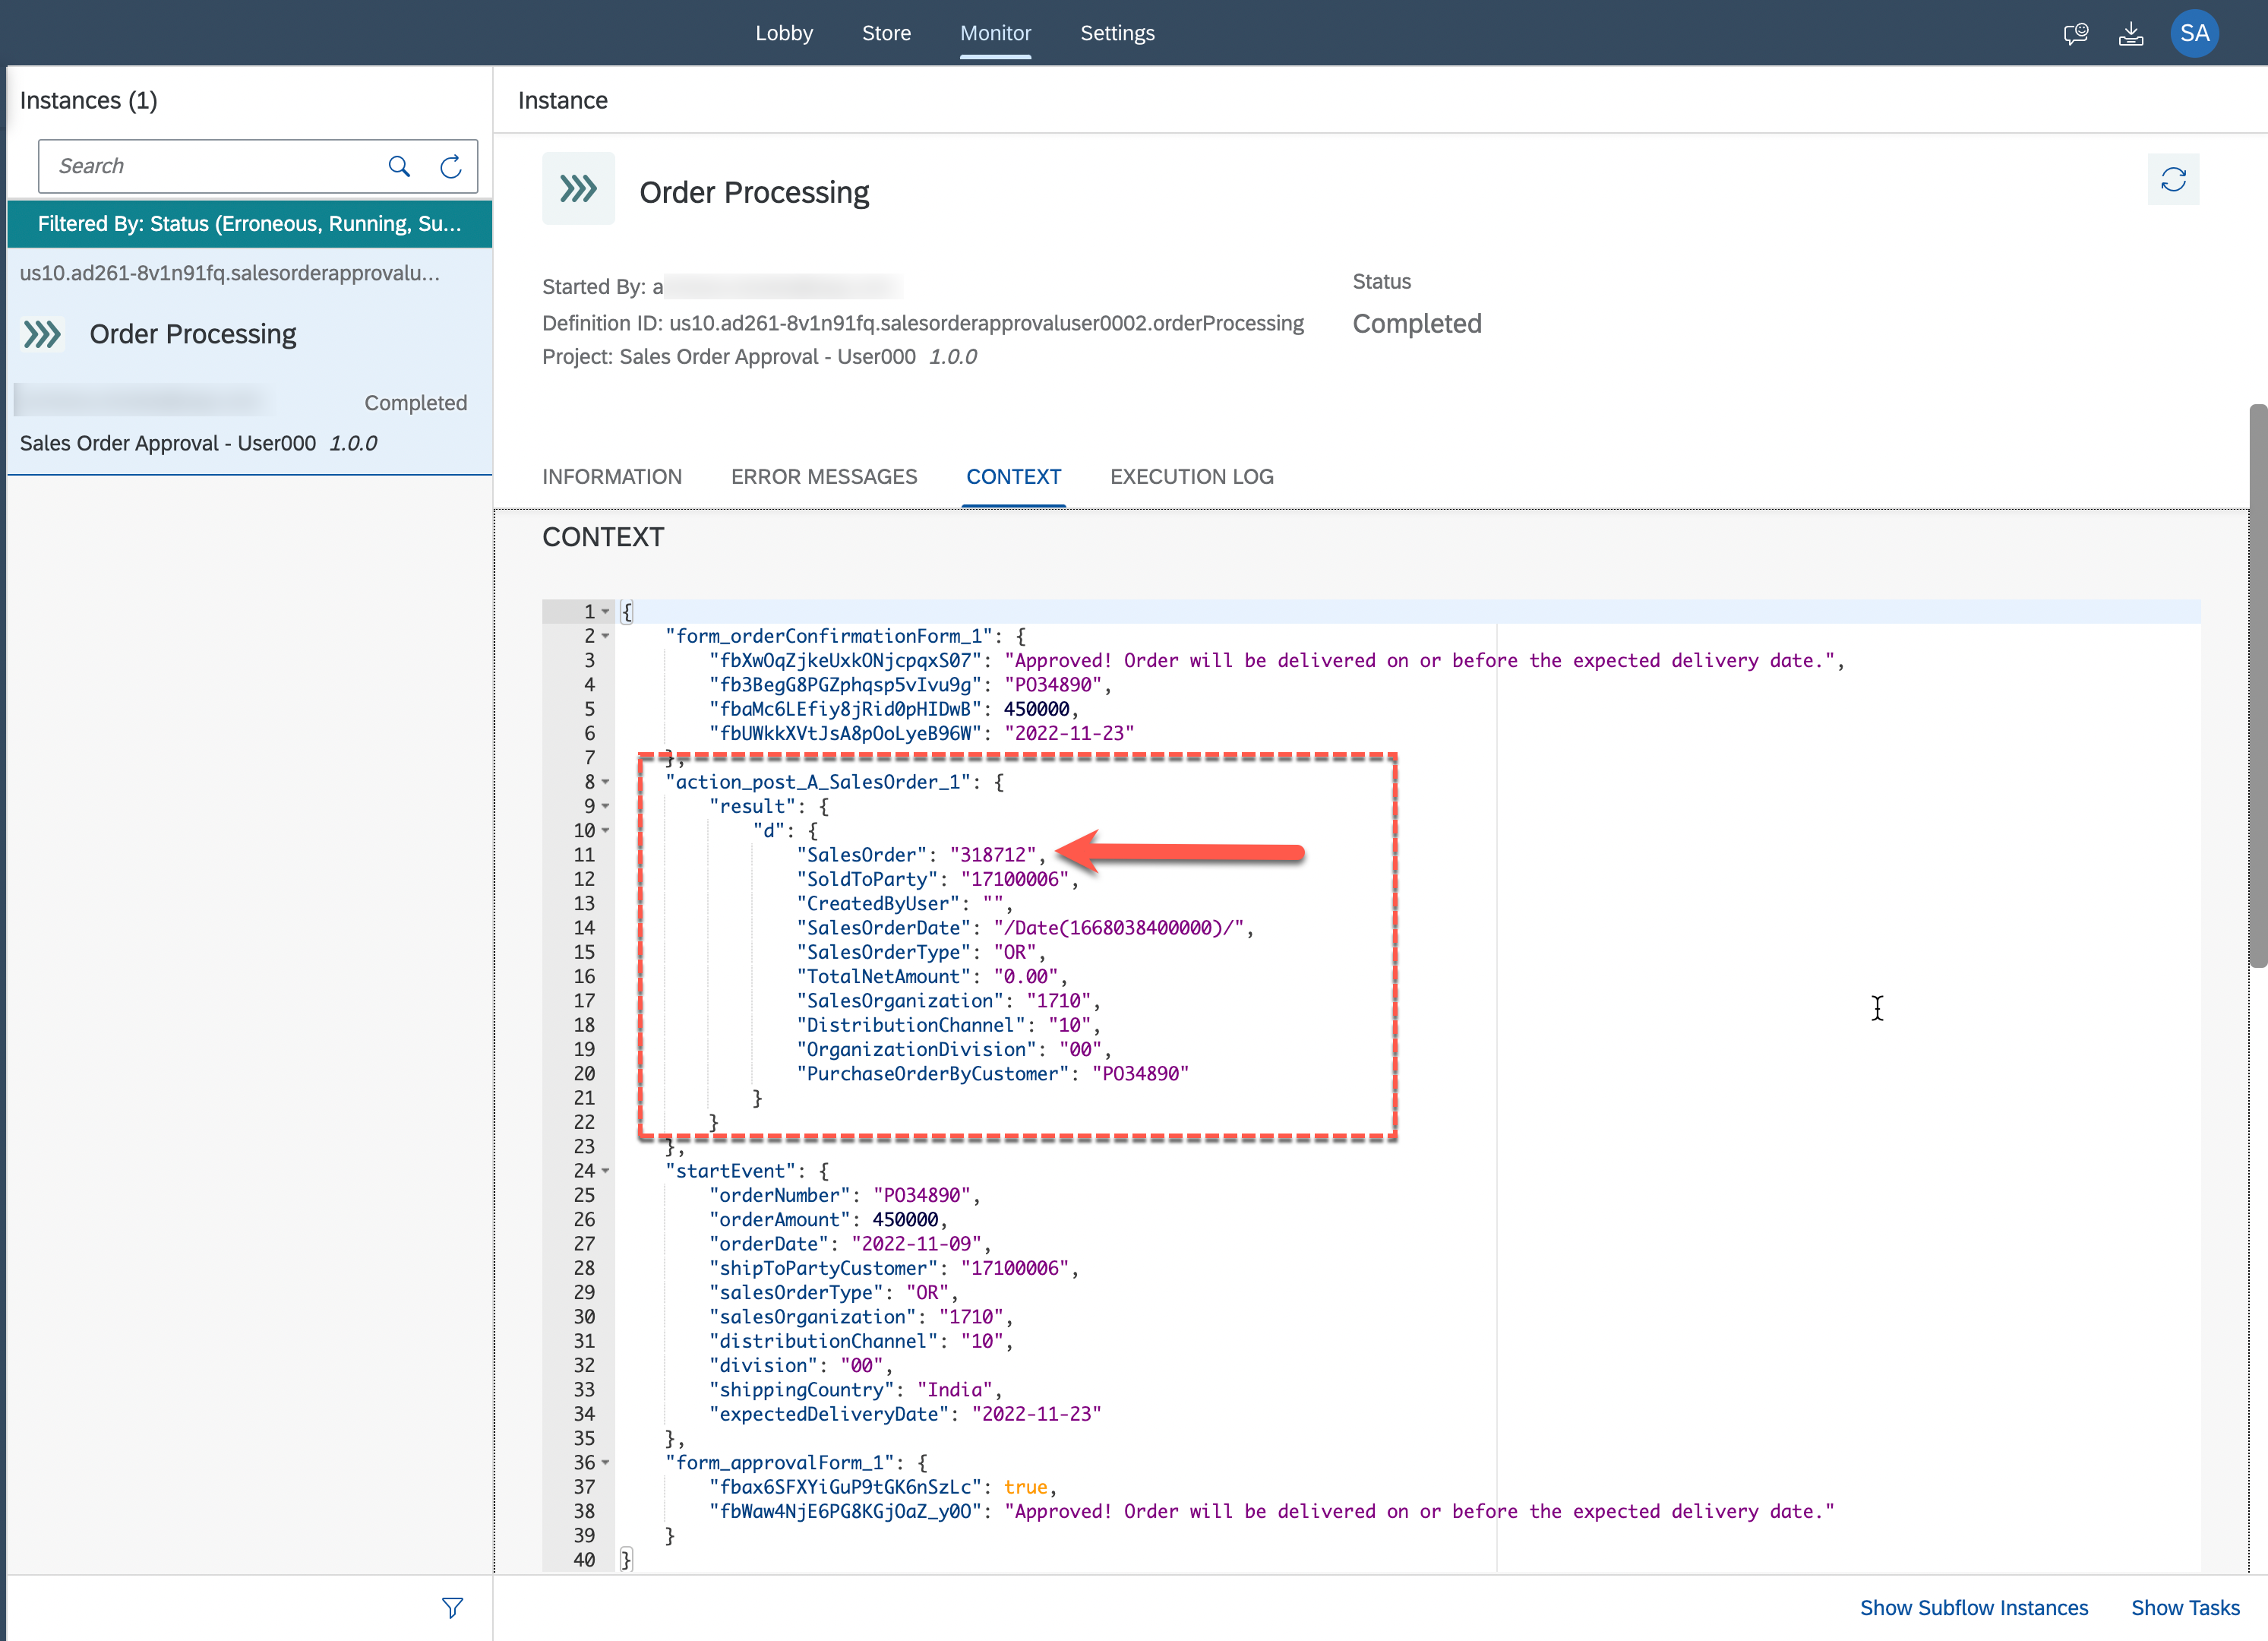 Lobby Store Monitor Settings SA
Instances (1)
Search
Filtered By: Status (Erroneous, Running, Su...
us10.ad261-8v1n91fq.salesorderapprovalu...
Order Processing
Completed
Sales Order Approval - User000 1.0.0
Instance
Order Processing
Started By: a
Definition ID: us10.ad261-8v1n91fq.salesorderapprovaluser0002.orderProcessing
Project: Sales Order Approval - User000 1.0.0
Status
Completed
INFORMATION ERROR MESSAGES CONTEXT EXECUTION LOG
CONTEXT
1 {
2 "form_orderConfirmationForm_1": {
3 "fbXwOqZjkeUxkONjcpqxS07": "Approved! Order will be delivered on or before the expected delivery date.",
4 "fb3BegG8PGZphqsp5vIvu9g": "PO34890",
5 "fbaMc6LEfiy8jRid0pHIDwB": 450000,
6 "fbUWkkXVtJsA8pOoLyeB96W": "2022-11-23"
7 },
8 "action_post_A_SalesOrder_1": {
9 "result": {
10 "d": {
11 "SalesOrder": "318712",
12 "SoldToParty": "17100006",
13 "CreatedByUser": "",
14 "SalesOrderDate": "/Date(1668038400000)/",
15 "SalesOrderType": "OR",
16 "TotalNetAmount": "0.00",
17 "SalesOrganization": "1710",
18 "DistributionChannel": "10",
19 "OrganizationDivision": "00",
20 "PurchaseOrderByCustomer": "PO34890"
21 }
22 }
23 },
24 "startEvent": {
25 "orderNumber": "PO34890",
26 "orderAmount": 450000,
27 "orderDate": "2022-11-09",
28 "shipToPartyCustomer": "17100006",
29 "salesOrderType": "OR",
30 "salesOrganization": "1710",
31 "distributionChannel": "10",
32 "division": "00",
33 "shippingCountry": "India",
34 "expectedDeliveryDate": "2022-11-23"
35 },
36 "form_approvalForm_1": {
37 "fbax6SFXYiGuP9tGK6nSzLc": true,
38 "fbWaw4NjE6PG8KGjOaZ_y0O": "Approved! Order will be delivered on or before the expected delivery date."
39 }
40 }
Show Subflow Instances Show Tasks